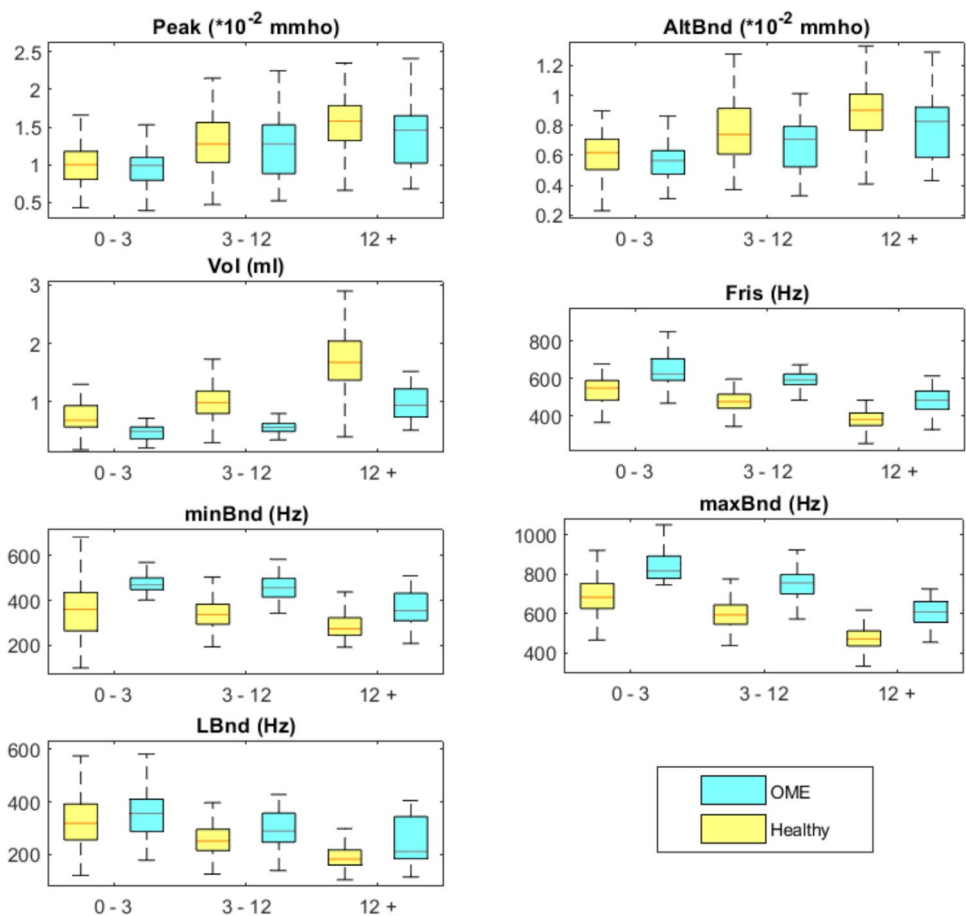 Peak (*10^-2 mmho)
2.5
2
1.5
1
0.5
0 - 3
3 - 12
12 +
AltBnd (*10^-2 mmho)
1.2
1
0.8
0.6
0.4
0.2
0 - 3
3 - 12
12 +
Vol (ml)
3
2
1
0 - 3
3 - 12
12 +
Fris (Hz)
800
600
400
0 - 3
3 - 12
12 +
minBnd (Hz)
600
400
200
0 - 3
3 - 12
12 +
maxBnd (Hz)
1000
800
600
400
0 - 3
3 - 12
12 +
LBnd (Hz)
600
400
200
0 - 3
3 - 12
12 +
OME
Healthy